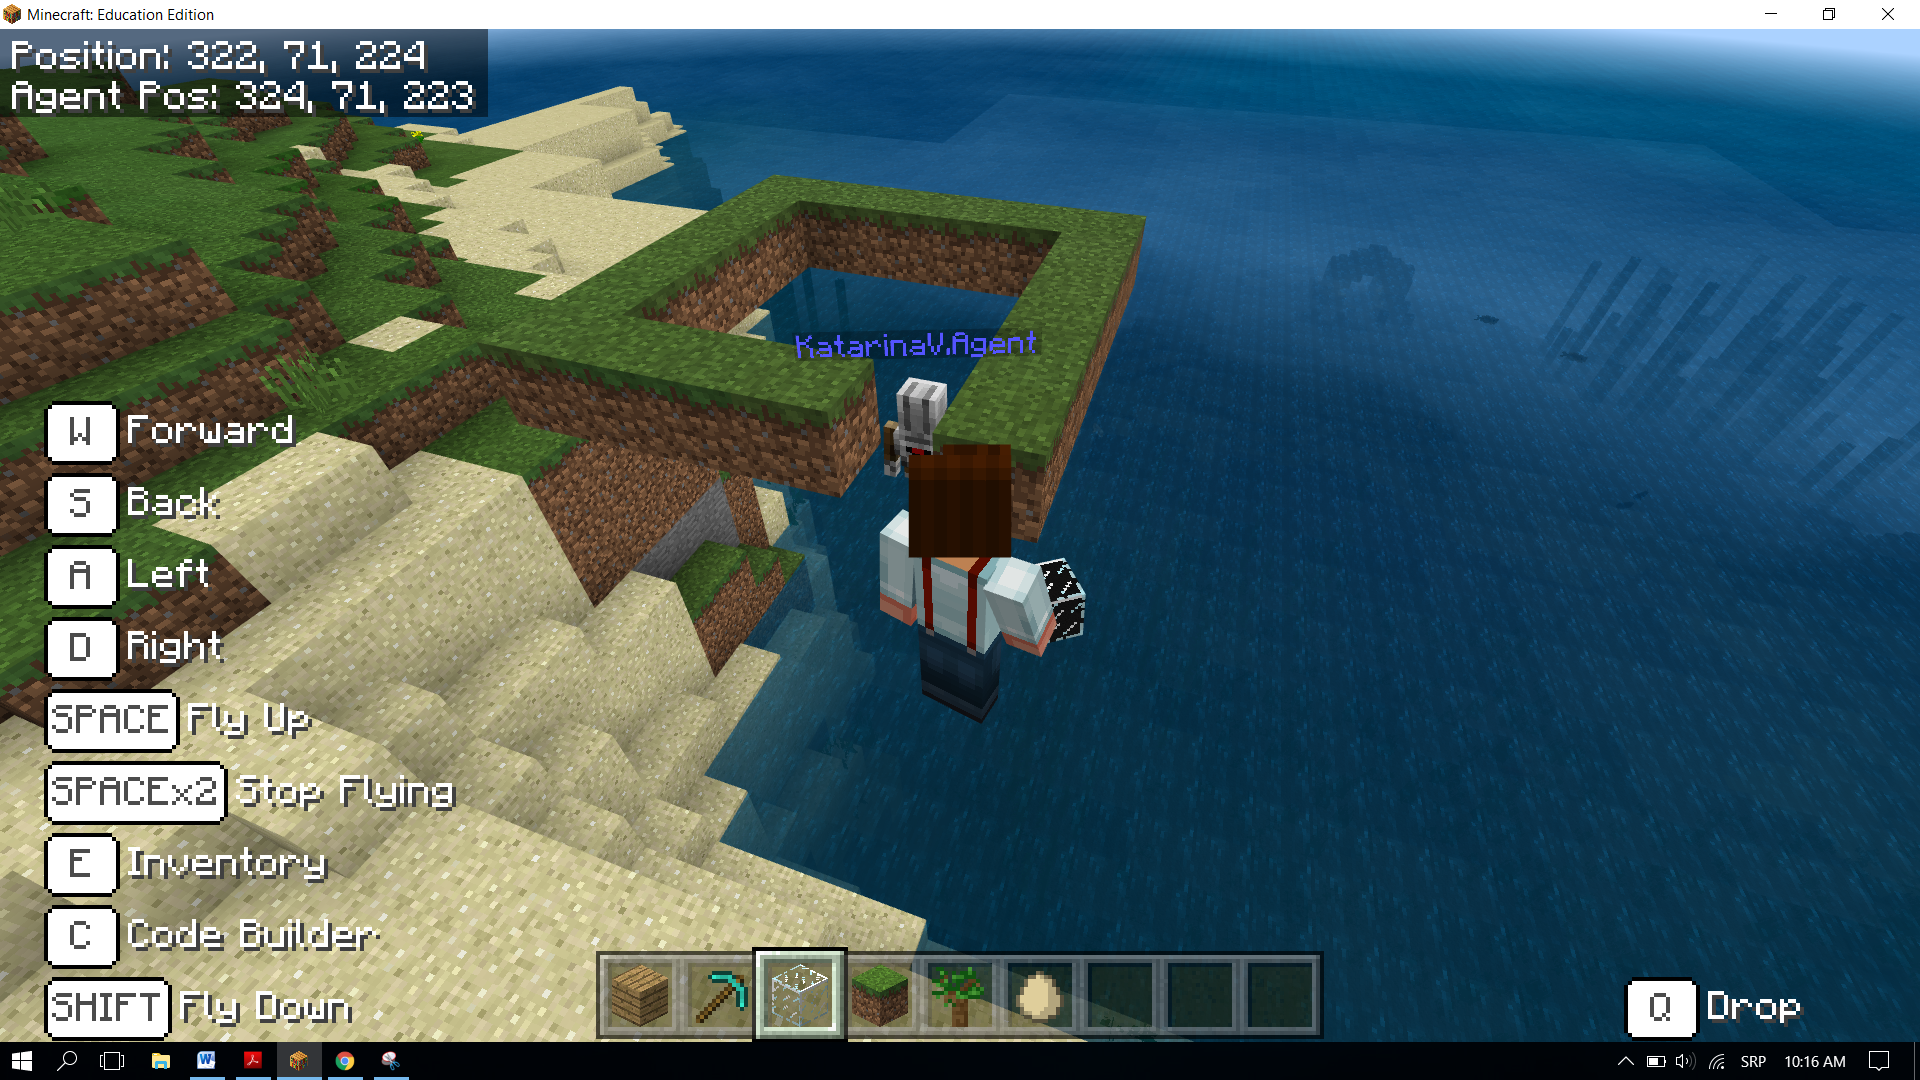 Minecraft: Education Edition
Position: 322, 71, 224
Agent Pos: 324, 71, 223
KatarinaV.Agent
W Forward
S Back
A Left
D Right
SPACE Fly Up
SPACEx2 Stop Flying
E Inventory
C Code Builder
SHIFT Fly Down
Q Drop
SRP 10:16 AM